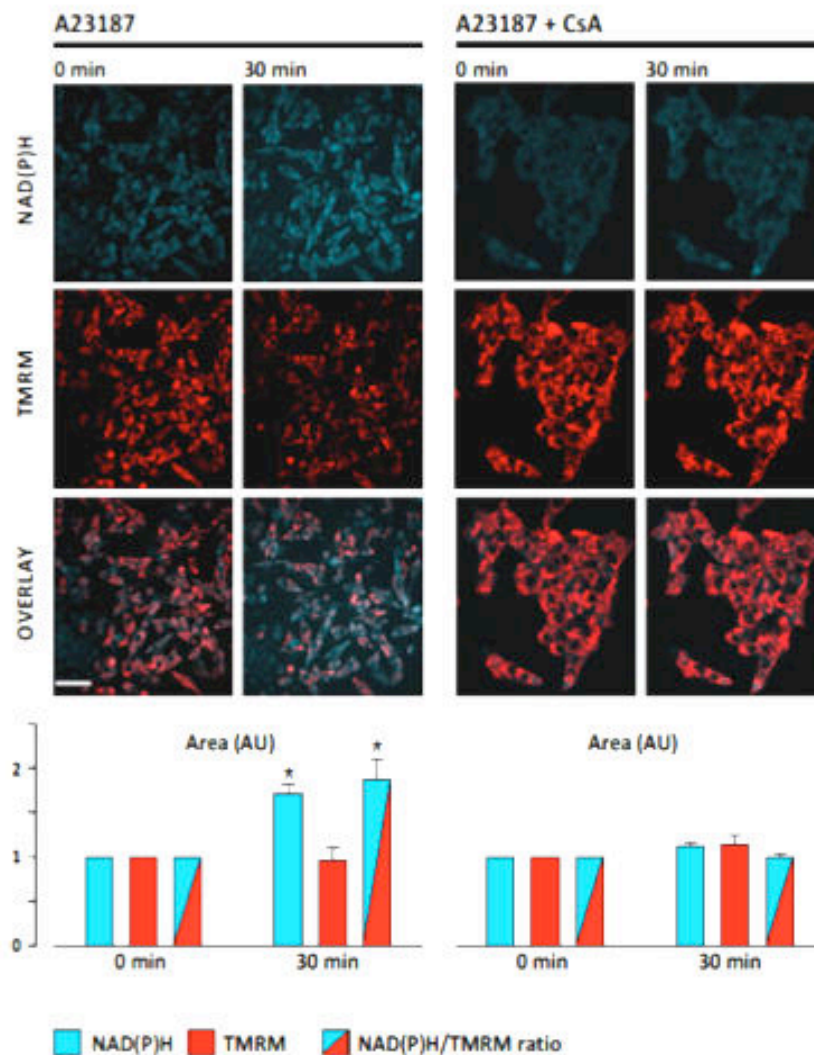 A23187 A23187 + CsA
0 min 30 min 0 min 30 min
NAD(P)H
TMRM
OVERLAY
Area (AU) Area (AU)
* *
2
1
0
0 min 30 min 0 min 30 min
NAD(P)H TMRM NAD(P)H/TMRM ratio